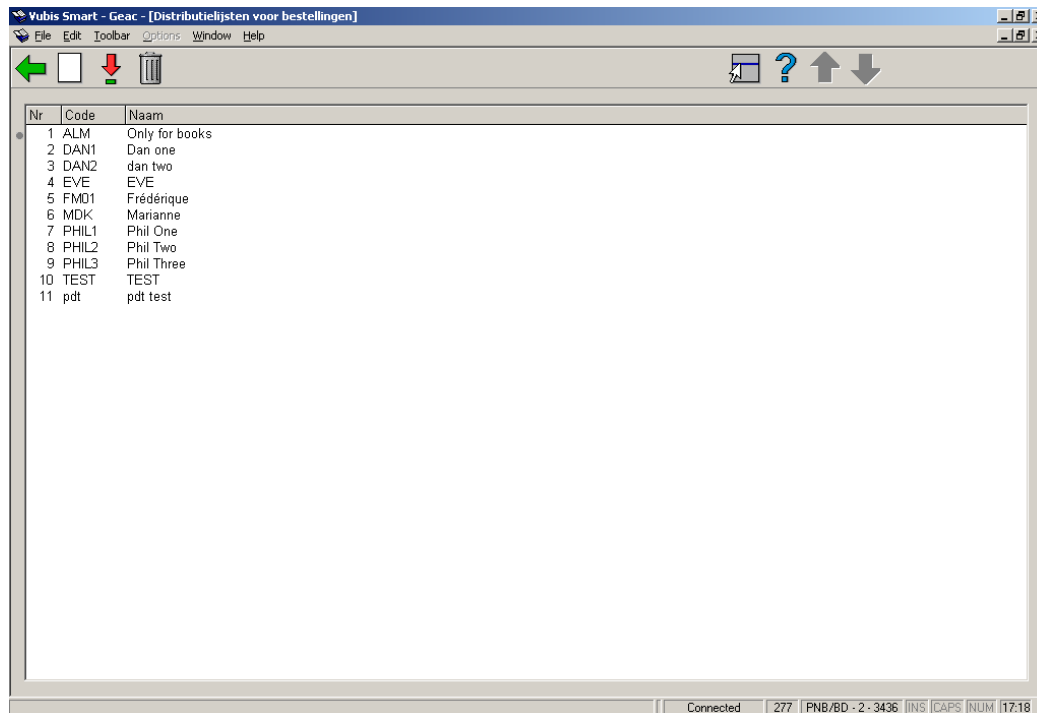 Vubis Smart - Geac - [Distributielijsten voor bestellingen]
File Edit Toolbar Options Window Help
Nr Code Naam
1 ALM Only for books
2 DAN1 Dan one
3 DAN2 dan two
4 EVE EVE
5 FM01 Frédérique
6 MDK Marianne
7 PHIL1 Phil One
8 PHIL2 Phil Two
9 PHIL3 Phil Three
10 TEST TEST
11 pdt pdt test
Connected 277 PNB/BD - 2 - 3436 INS CAPS NUM 17:18